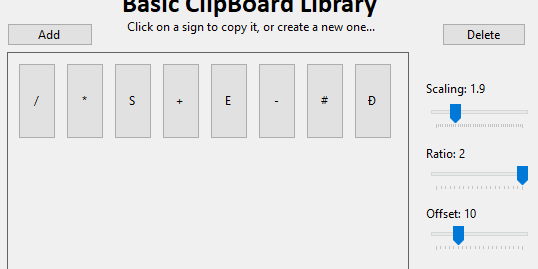 Basic ClipBoard Library
Click on a sign to copy it, or create a new one...
Add
Delete
/ * S + E - # Đ
Scaling: 1.9
Ratio: 2
Offset: 10